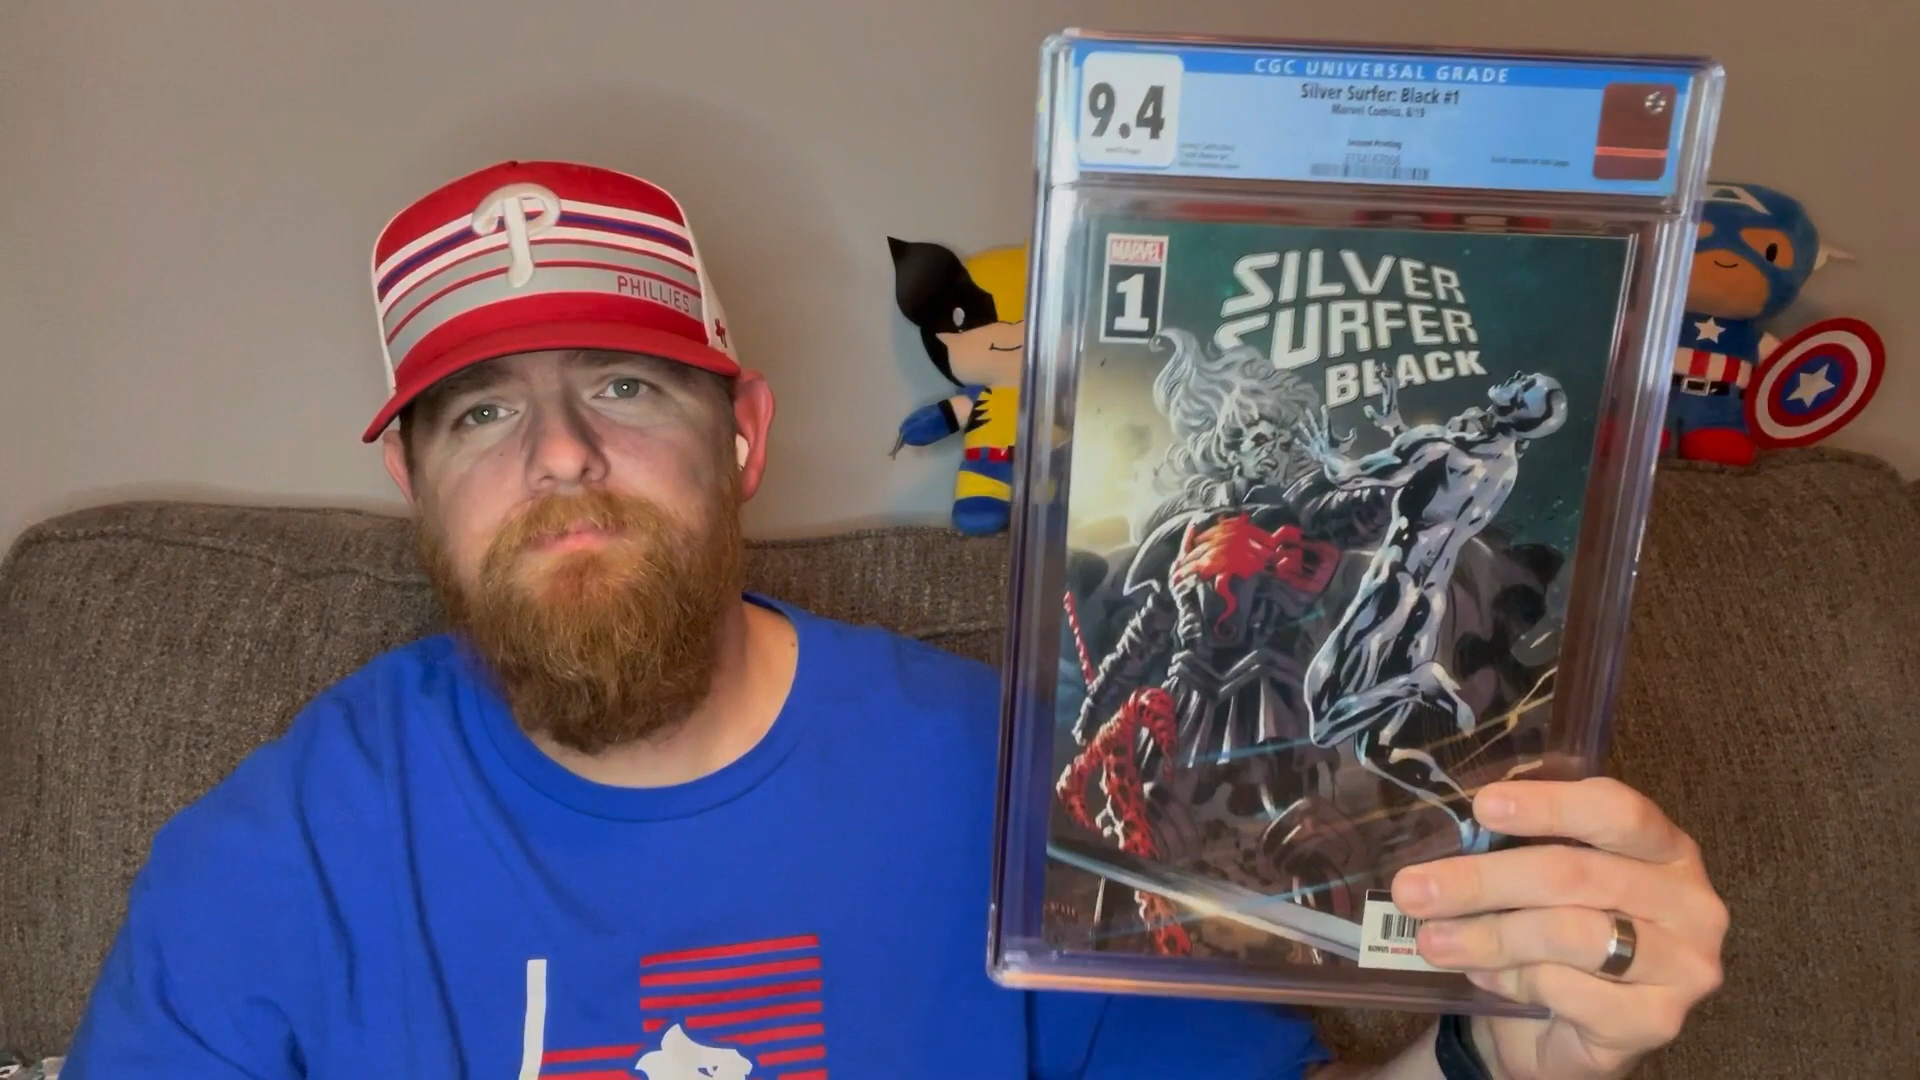 P
PHILLIES
CGC UNIVERSAL GRADE
9.4
Silver Surfer: Black #1
Marvel Comics, 8/19
Second Printing
MARVEL
1
SILVER
SURFER
BLACK